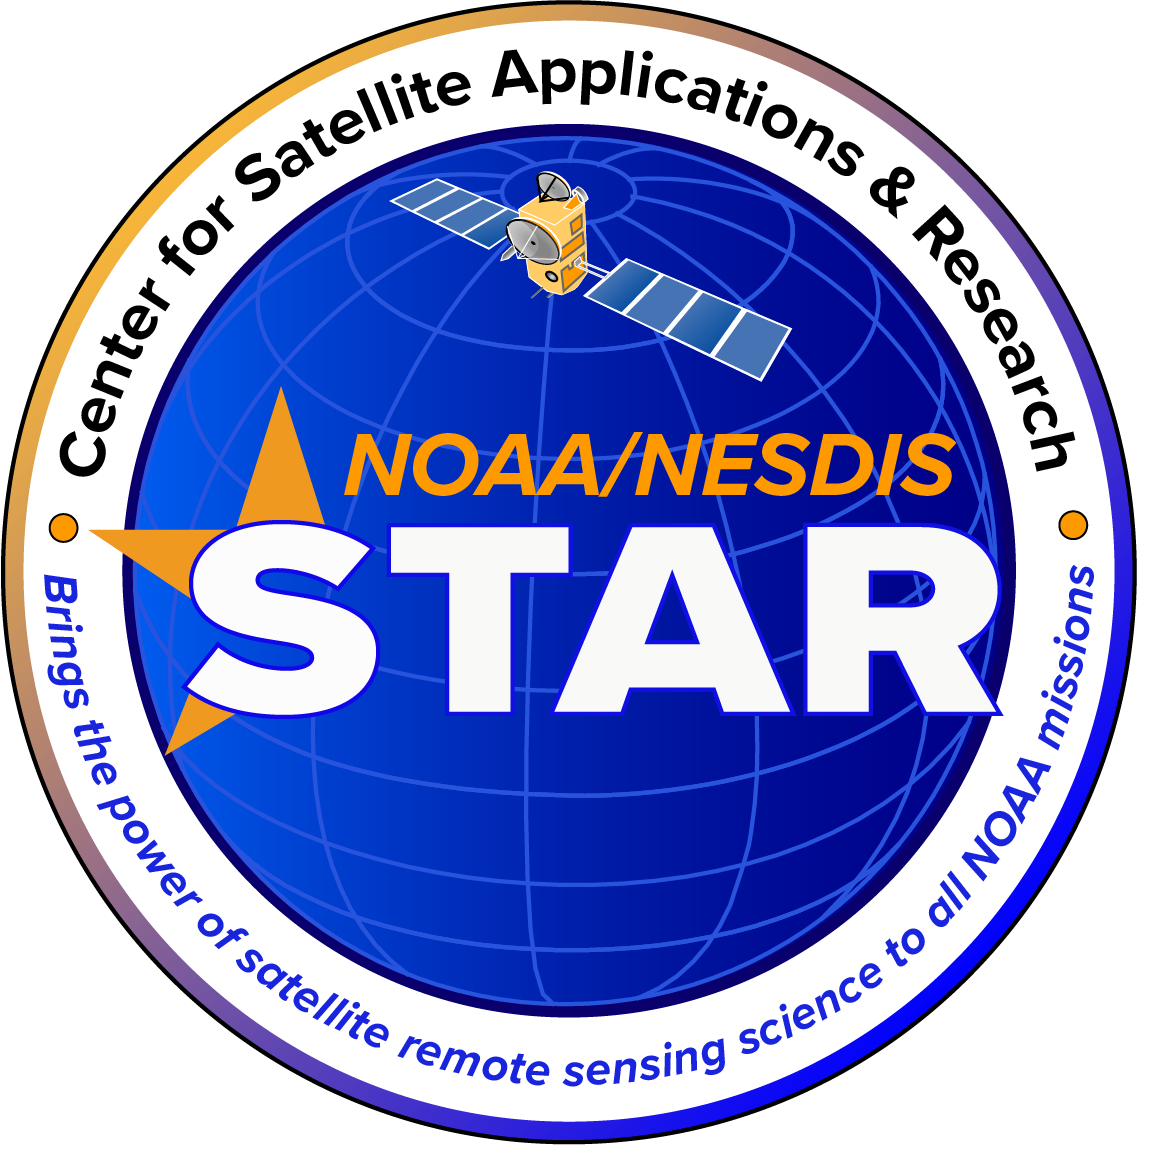 Center for Satellite Applications & Research
NOAA/NESDIS
STAR
Brings the power of satellite remote sensing science to all NOAA missions